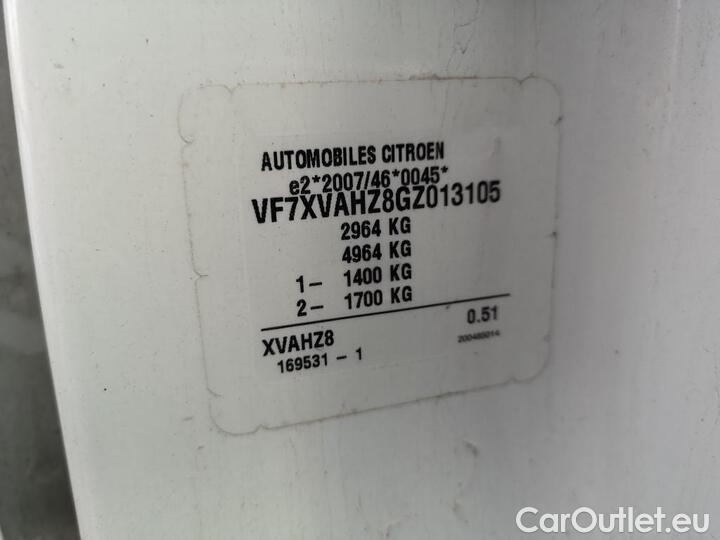 AUTOMOBILES CITROEN
e2*2007/46*0045*
VF7XVAHZ8GZ013105
2964 KG
4964 KG
1– 1400 KG
2– 1700 KG
XVAHZ8 0.51
169531 – 1 200485014
CarOutlet.eu